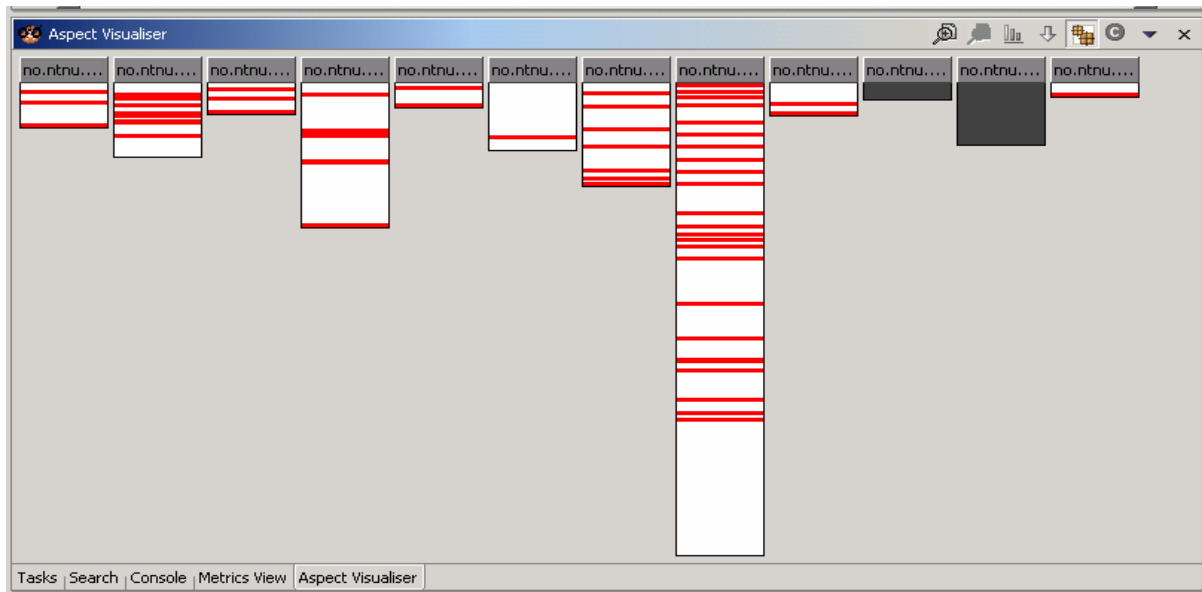 Aspect Visualiser
no.ntnu.... no.ntnu.... no.ntnu.... no.ntnu.... no.ntnu.... no.ntnu.... no.ntnu.... no.ntnu.... no.ntnu.... no.ntnu.... no.ntnu.... no.ntnu....
Tasks Search Console Metrics View Aspect Visualiser